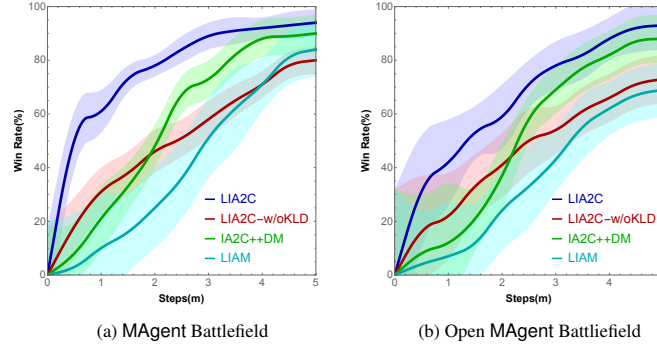 100
80
60
40
20
0
Win Rate(%)
LIA2C
LIA2C-w/oKLD
IA2C++DM
LIAM
0 1 2 3 4 5
Steps(m)
(a) MAgent Battlefield
100
80
60
40
20
0
Win Rate(%)
LIA2C
LIA2C-w/oKLD
IA2C++DM
LIAM
0 1 2 3 4
Steps(m)
(b) Open MAgent Battliefield